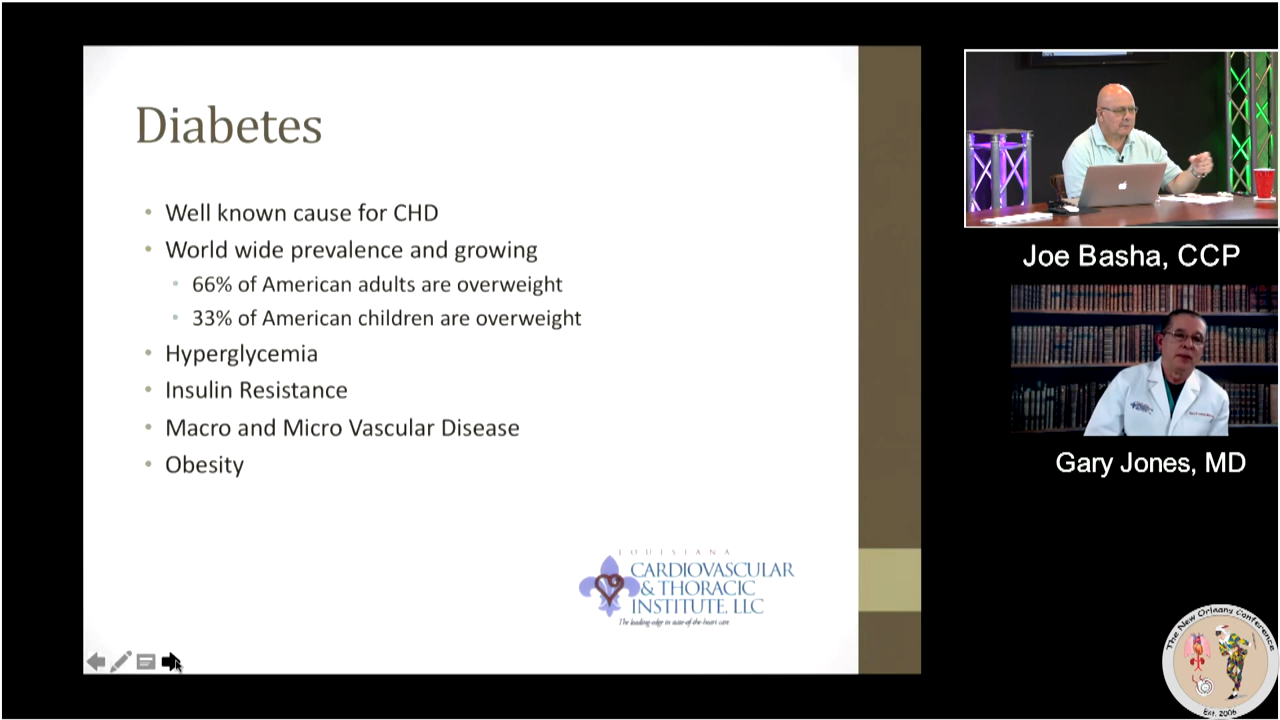 Diabetes
Well known cause for CHD
World wide prevalence and growing
66% of American adults are overweight
33% of American children are overweight
Hyperglycemia
Insulin Resistance
Macro and Micro Vascular Disease
Obesity
LOUISIANA
CARDIOVASCULAR
& THORACIC
INSTITUTE, LLC
The leading edge in state-of-the-heart care
Joe Basha, CCP
Gary Jones, MD
The New Orleans Conference
Est. 2006